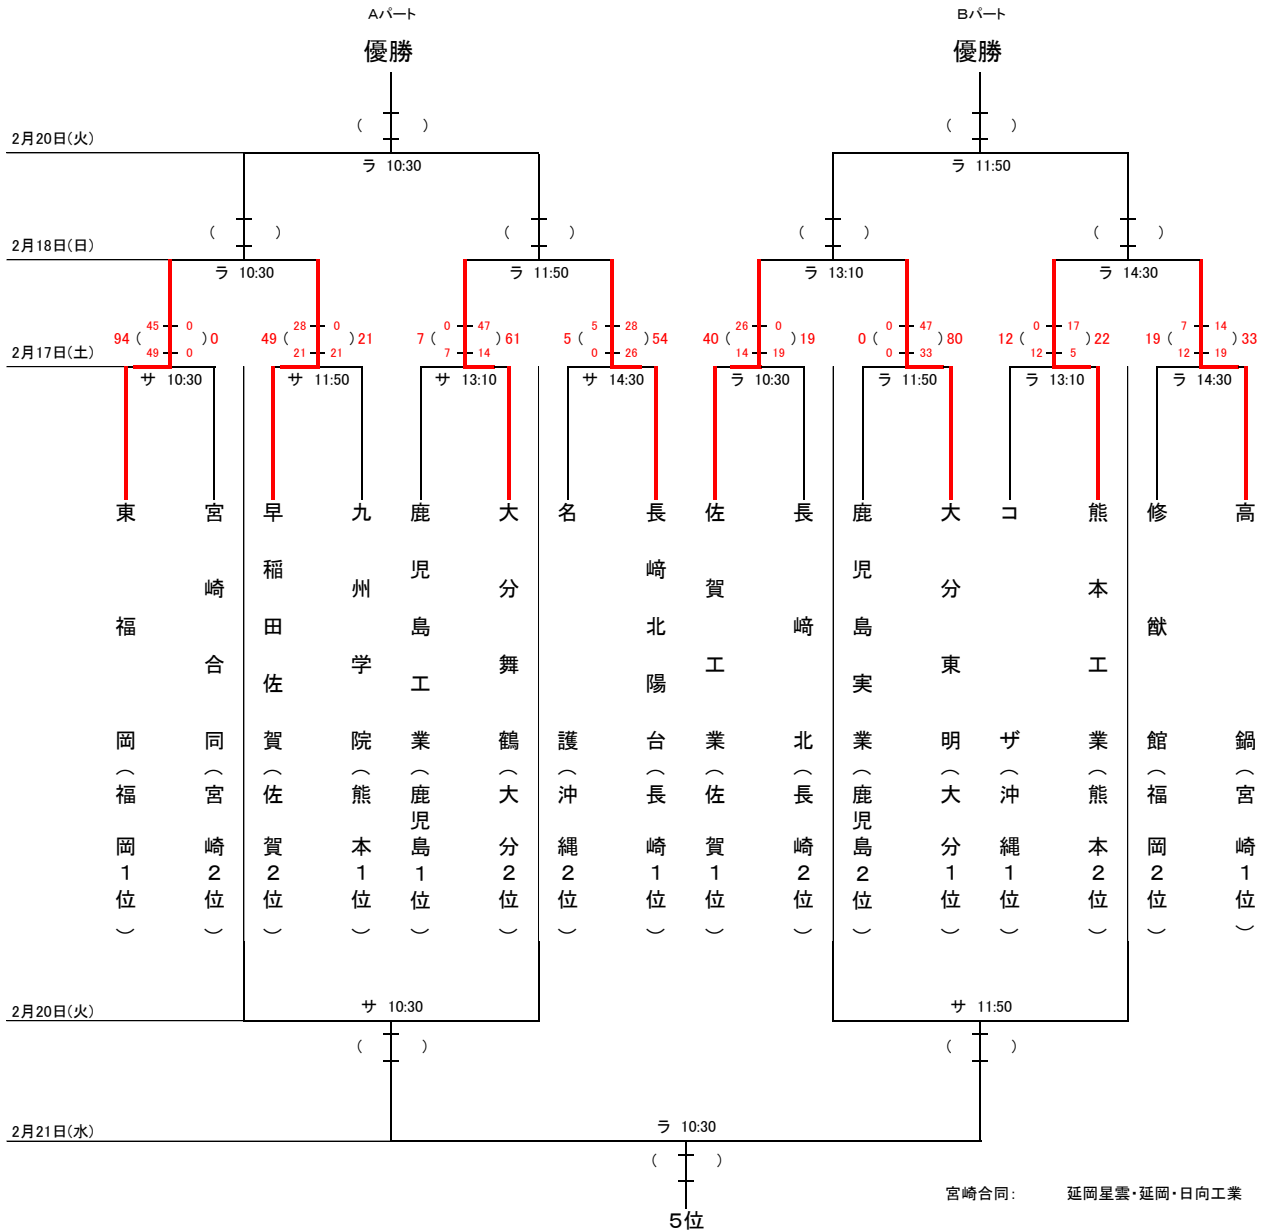 Aパート Bパート
優勝 優勝
( ) ( )
2月20日(火)
ラ 10:30 ラ 11:50
( ) ( ) ( ) ( )
2月18日(日)
ラ 10:30 ラ 11:50 ラ 13:10 ラ 14:30
45 0 28 0 0 47 5 28 26 0 0 47 0 17 7 14
94 ( ) 0 49 ( ) 21 7 ( ) 61 5 ( ) 54 40 ( ) 19 0 ( ) 80 12 ( ) 22 19 ( ) 33
49 0 21 21 7 14 0 26 14 19 0 33 12 5 12 19
2月17日(土)
サ 10:30 サ 11:50 サ 13:10 サ 14:30 ラ 10:30 ラ 11:50 ラ 13:10 ラ 14:30
東福岡(福岡1位)
宮崎合同(宮崎2位)
早稲田佐賀(佐賀2位)
九州学院(熊本1位)
鹿児島工業(鹿児島1位)
大分舞鶴(大分2位)
名護(沖縄2位)
長崎北陽台(長崎1位)
佐賀工業(佐賀1位)
長崎北(長崎2位)
鹿児島実業(鹿児島2位)
大分東明(大分1位)
コザ(沖縄1位)
熊本工業(熊本2位)
修猷館(福岡2位)
高鍋(宮崎1位)
サ 10:30 サ 11:50
2月20日(火)
( ) ( )
ラ 10:30
2月21日(水)
( )
宮崎合同: 延岡星雲・延岡・日向工業
5位